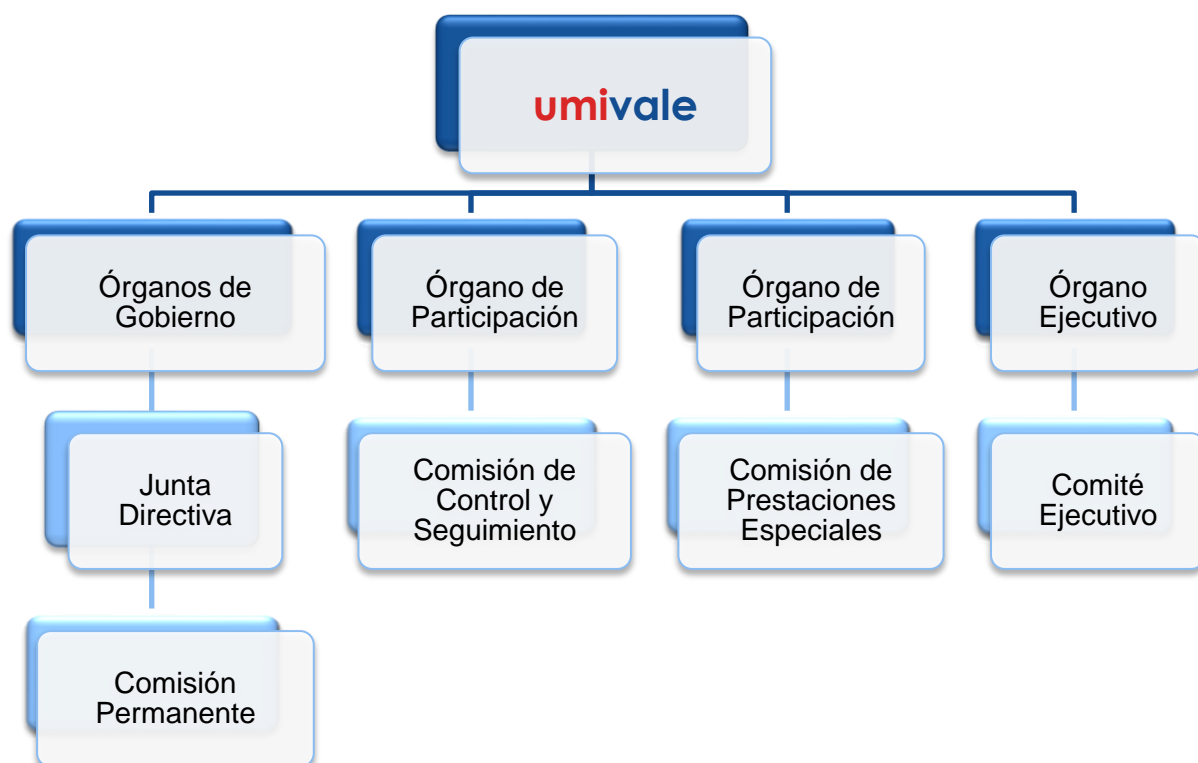 umivale
Órganos de
Gobierno
Órgano de
Participación
Órgano de
Participación
Órgano
Ejecutivo
Junta
Directiva
Comisión de
Control y
Seguimiento
Comisión de
Prestaciones
Especiales
Comité
Ejecutivo
Comisión
Permanente